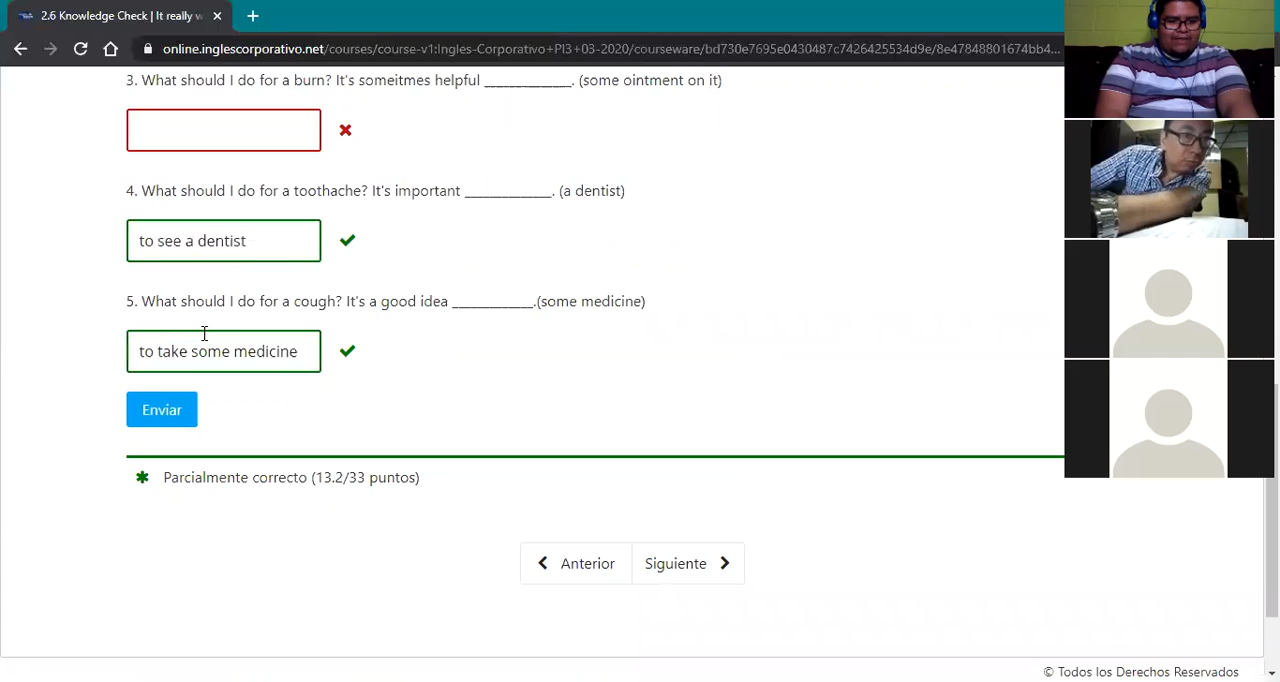 2.6 Knowledge Check | It really w
online.inglescorporativo.net/courses/course-v1:Ingles-Corporativo+PI3+03-2020/courseware/bd730e7695e0430487c7426425534d9e/8e47848801674bb4...
3. What should I do for a burn? It's someitmes helpful _____________. (some ointment on it)
4. What should I do for a toothache? It's important _____________. (a dentist)
to see a dentist
5. What should I do for a cough? It's a good idea ____________.(some medicine)
to take some medicine
Enviar
Parcialmente correcto (13.2/33 puntos)
Anterior
Siguiente
© Todos los Derechos Reservados